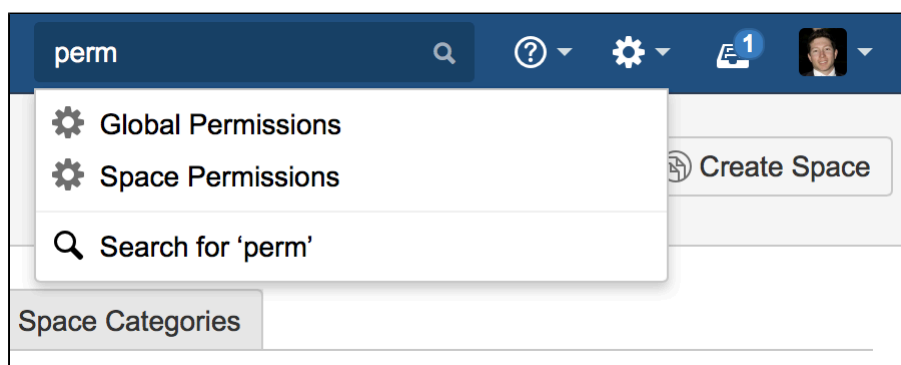 perm
1
Global Permissions
Space Permissions
Create Space
Search for ‘perm’
Space Categories